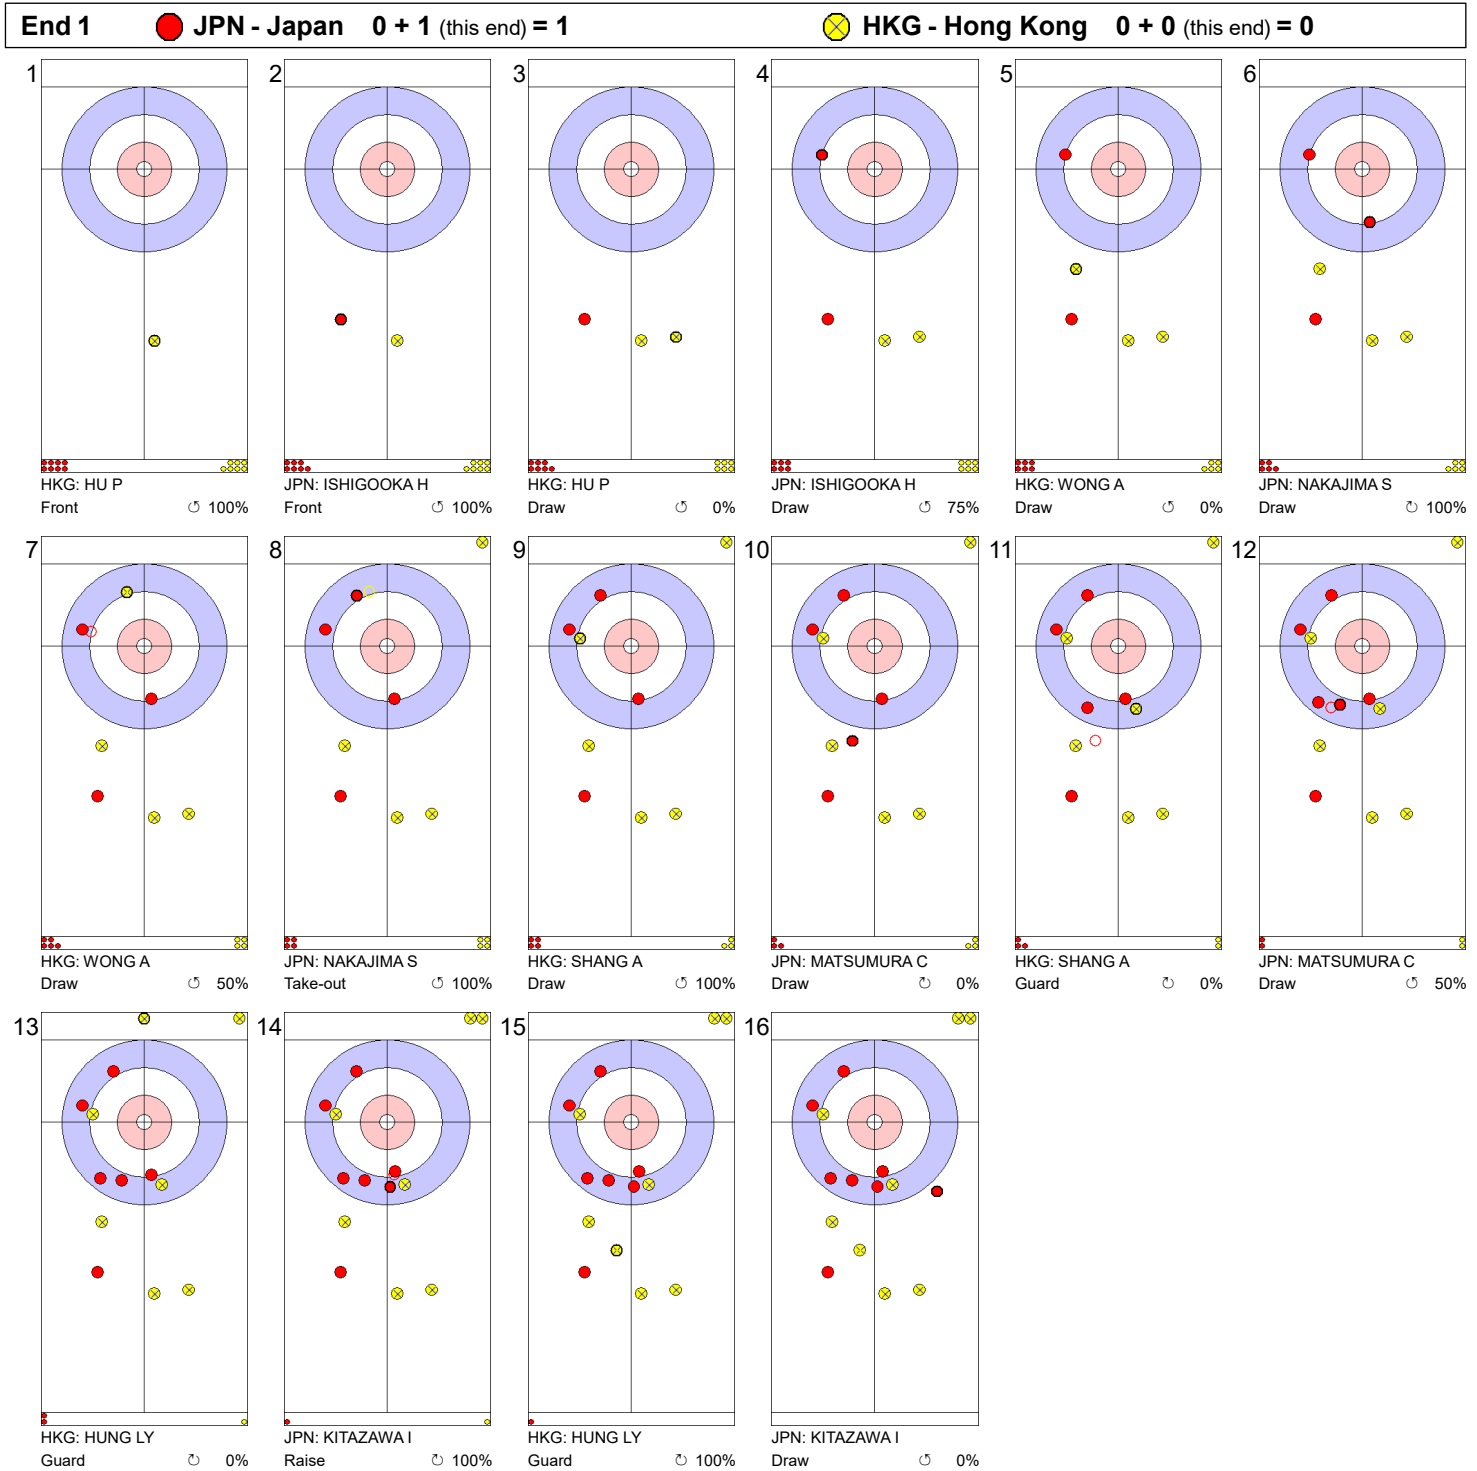 End 1 JPN - Japan 0 + 1 (this end) = 1 HKG - Hong Kong 0 + 0 (this end) = 0
1 2 3 4 5 6
HKG: HU P JPN: ISHIGOOKA H HKG: HU P JPN: ISHIGOOKA H HKG: WONG A JPN: NAKAJIMA S
Front 100% Front 100% Draw 0% Draw 75% Draw 0% Draw 100%
7 8 9 10 11 12
HKG: WONG A JPN: NAKAJIMA S HKG: SHANG A JPN: MATSUMURA C HKG: SHANG A JPN: MATSUMURA C
Draw 50% Take-out 100% Draw 100% Draw 0% Guard 0% Draw 50%
13 14 15 16
HKG: HUNG LY JPN: KITAZAWA I HKG: HUNG LY JPN: KITAZAWA I
Guard 0% Raise 100% Guard 100% Draw 0%